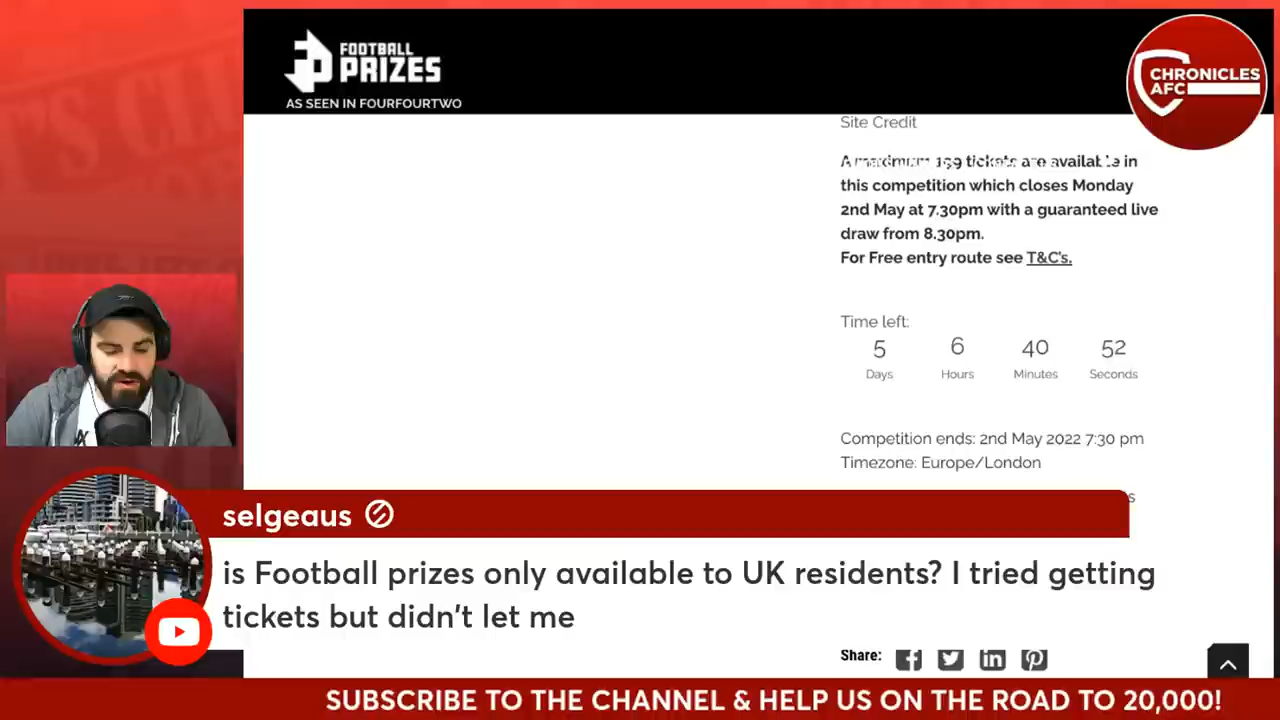 FOOTBALL
PRIZES
AS SEEN IN FOURFOURTWO
CHRONICLES
AFC
Site Credit
tickets are available in
this competition which closes Monday
2nd May at 7.30pm with a guaranteed live
draw from 8.30pm.
For Free entry route see T&C's.
Time left:
5 6 40 52
Days Hours Minutes Seconds
Competition ends: 2nd May 2022 7:30 pm
Timezone: Europe/London
selgeaus
is Football prizes only available to UK residents? I tried getting
tickets but didn't let me
Share:
SUBSCRIBE TO THE CHANNEL & HELP US ON THE ROAD TO 20,000!